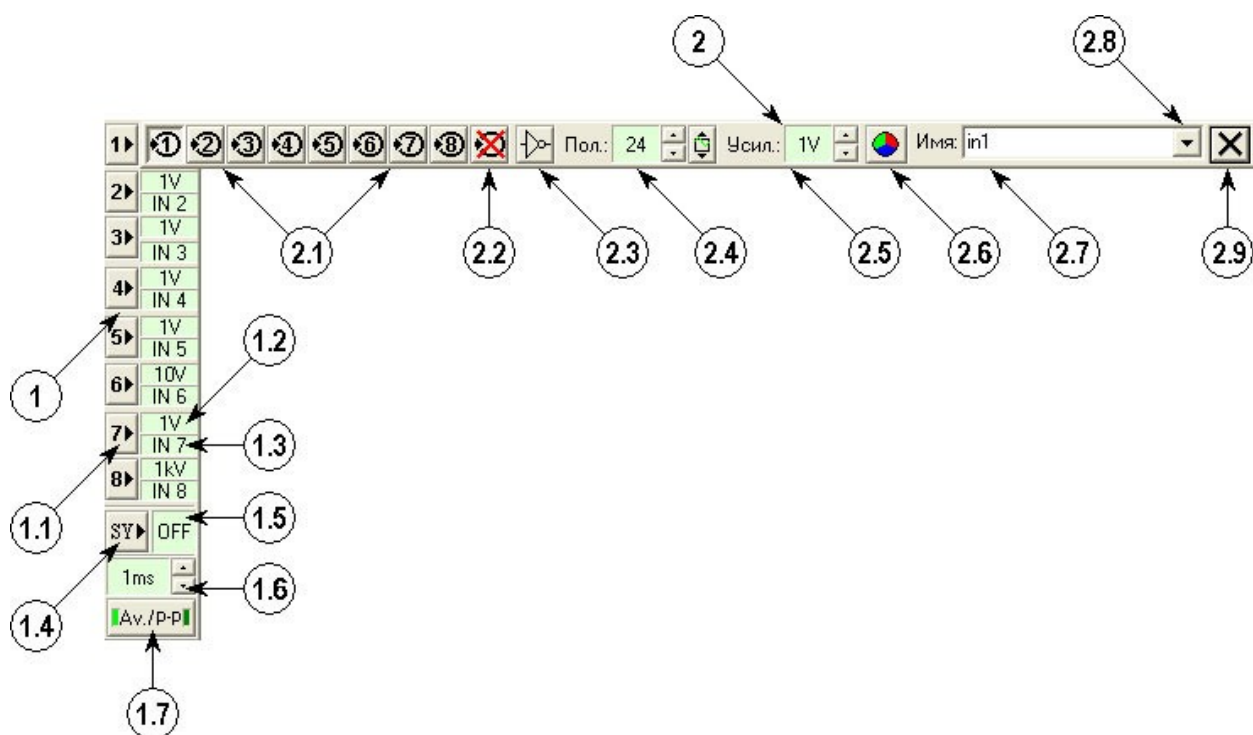 2 2.8
1 1 2 3 4 5 6 7 8 Пол.: 24 Усил.: 1V Имя: in1
2.1 2.2 2.3 2.4 2.5 2.6 2.7 2.9
2 1V
IN 2
3 1V
IN 3
4 1V
IN 4
5 1V
IN 5
6 10V
IN 6
7 1V
IN 7
8 1kV
IN 8
SY OFF
1ms
Av./P-P
1
1.1
1.2
1.3
1.4
1.5
1.6
1.7